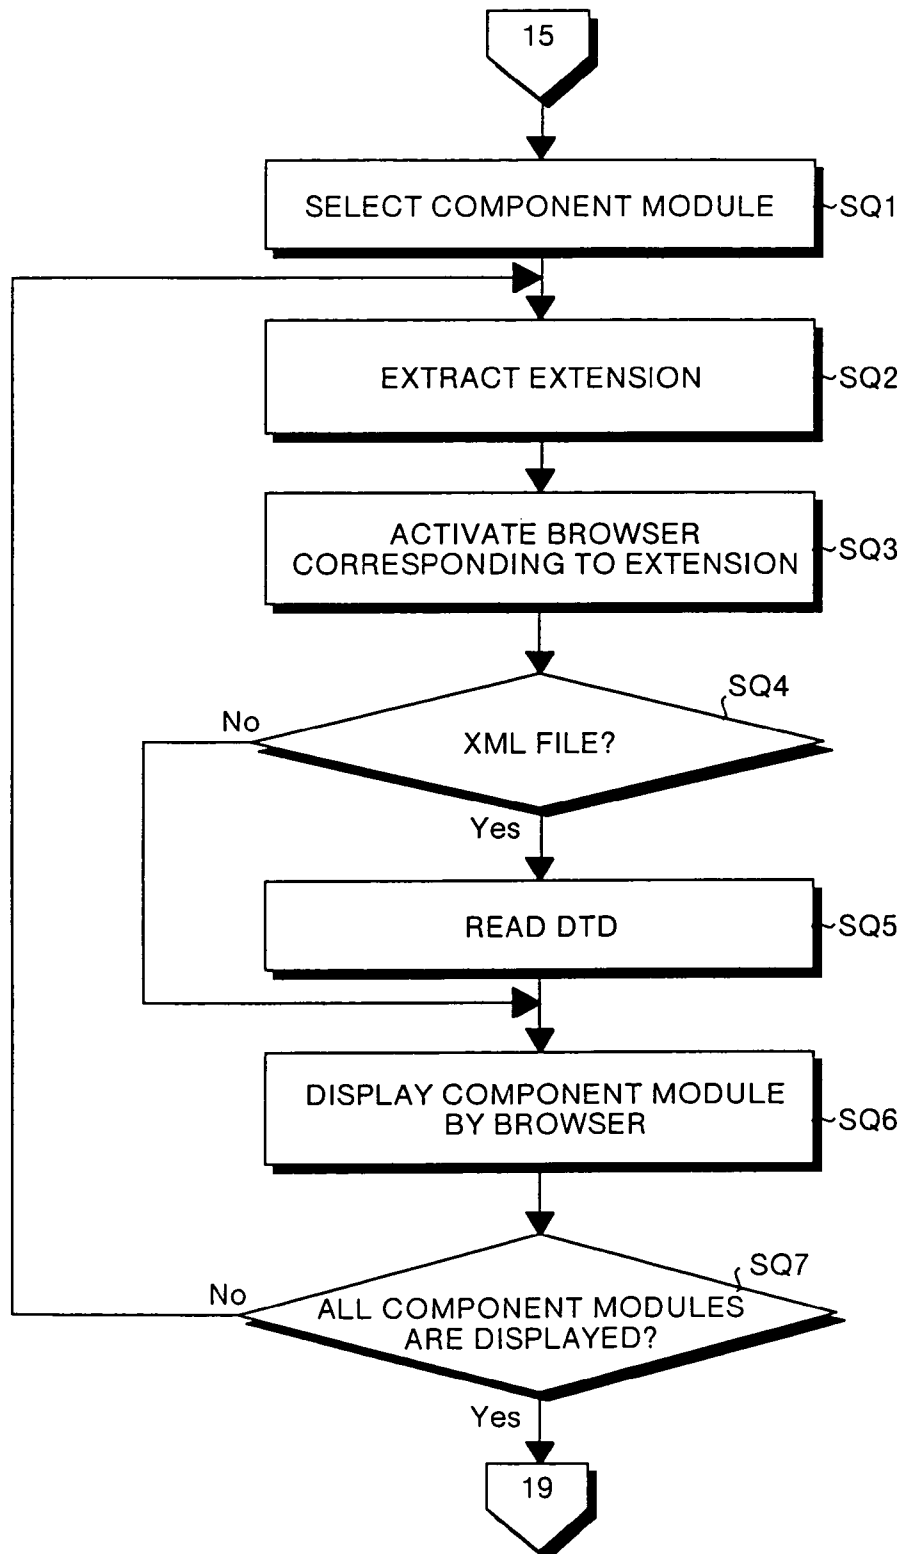 15
SELECT COMPONENT MODULE
SQ1
EXTRACT EXTENSION
SQ2
ACTIVATE BROWSER
CORRESPONDING TO EXTENSION
SQ3
SQ4
No
XML FILE?
Yes
READ DTD
SQ5
DISPLAY COMPONENT MODULE
BY BROWSER
SQ6
SQ7
No
ALL COMPONENT MODULES
ARE DISPLAYED?
Yes
19